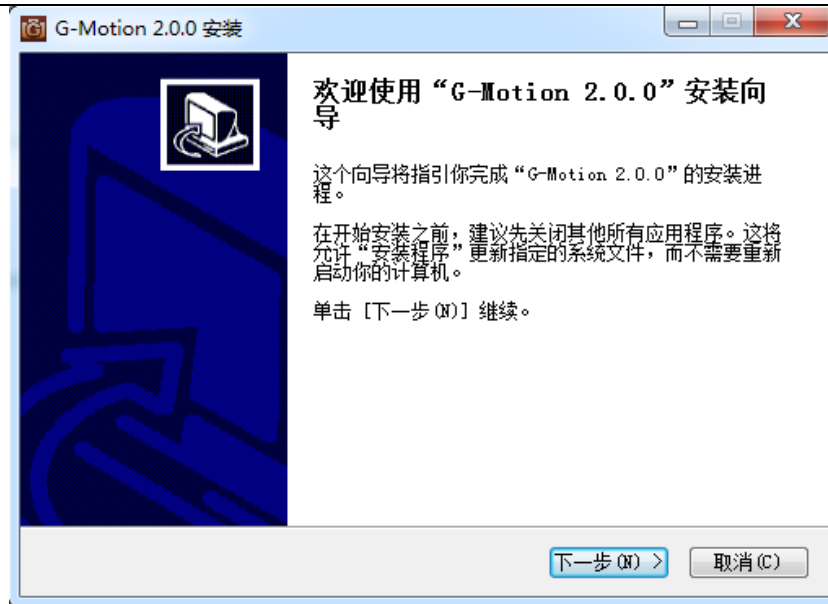 G-Motion 2.0.0 安装
欢迎使用“G-Motion 2.0.0”安装向
导
这个向导将指引你完成“G-Motion 2.0.0”的安装进
程。
在开始安装之前，建议先关闭其他所有应用程序。这将
允许“安装程序”更新指定的系统文件，而不需要重新
启动你的计算机。
单击 [下一步(N)] 继续。
下一步(N) >
取消(C)